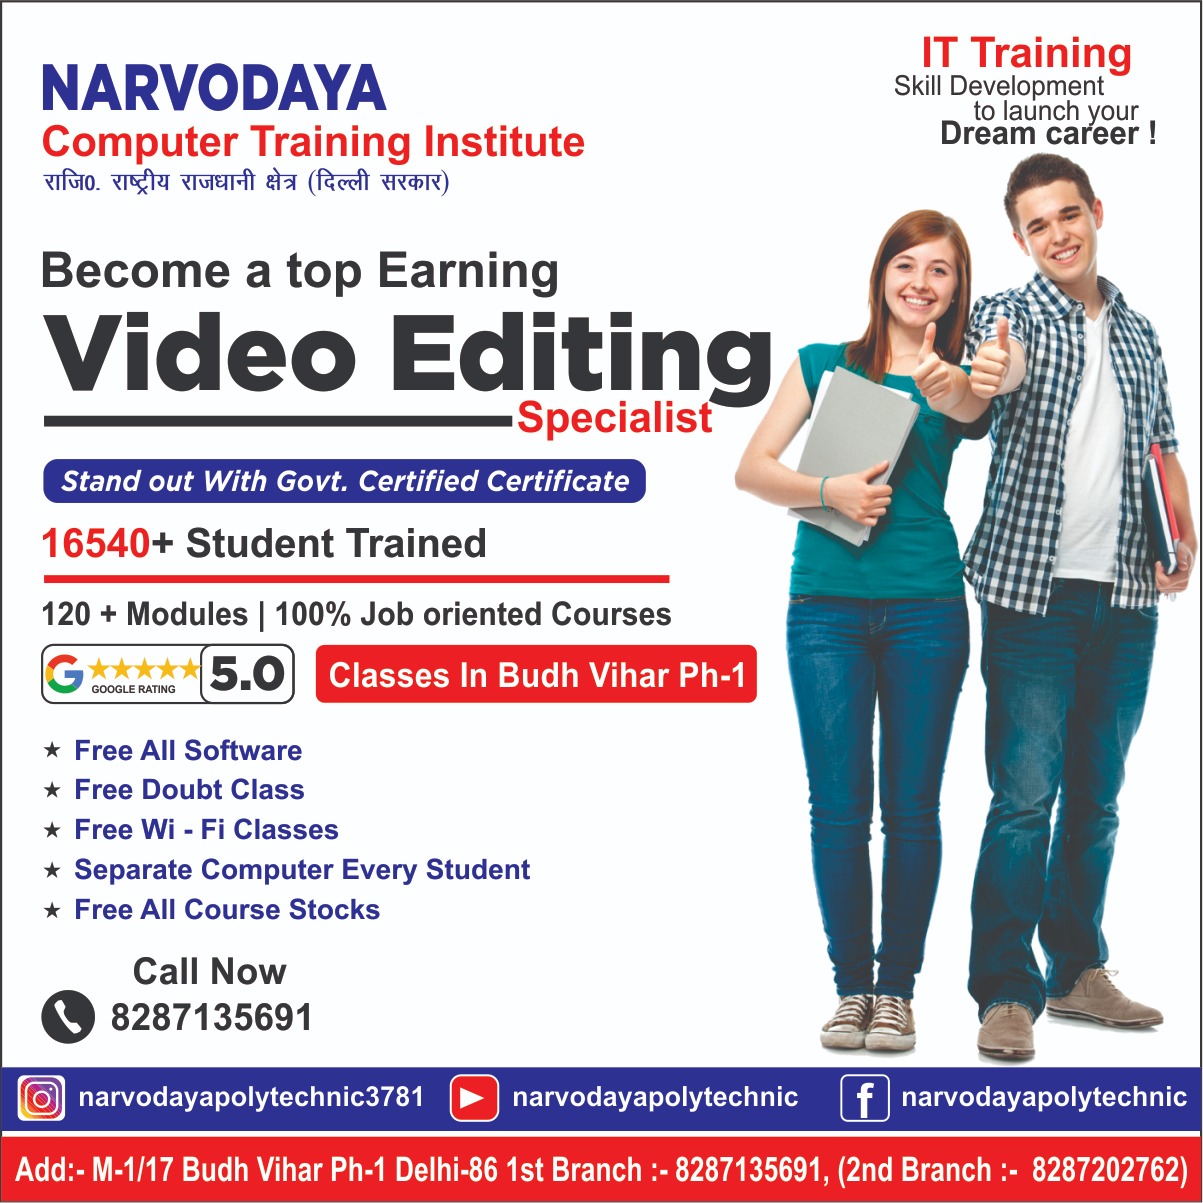 NARVODAYA
Computer Training Institute
राजि0. राष्ट्रीय राजधानी क्षेत्र (दिल्ली सरकार)
IT Training
Skill Development
to launch your
Dream career !
Become a top Earning
Video Editing
Specialist
Stand out With Govt. Certified Certificate
16540+ Student Trained
120 + Modules | 100% Job oriented Courses
GOOGLE RATING 5.0
Classes In Budh Vihar Ph-1
Free All Software
Free Doubt Class
Free Wi - Fi Classes
Separate Computer Every Student
Free All Course Stocks
Call Now
8287135691
narvodayapolytechnic3781 narvodayapolytechnic narvodayapolytechnic
Add:- M-1/17 Budh Vihar Ph-1 Delhi-86 1st Branch :- 8287135691, (2nd Branch :- 8287202762)